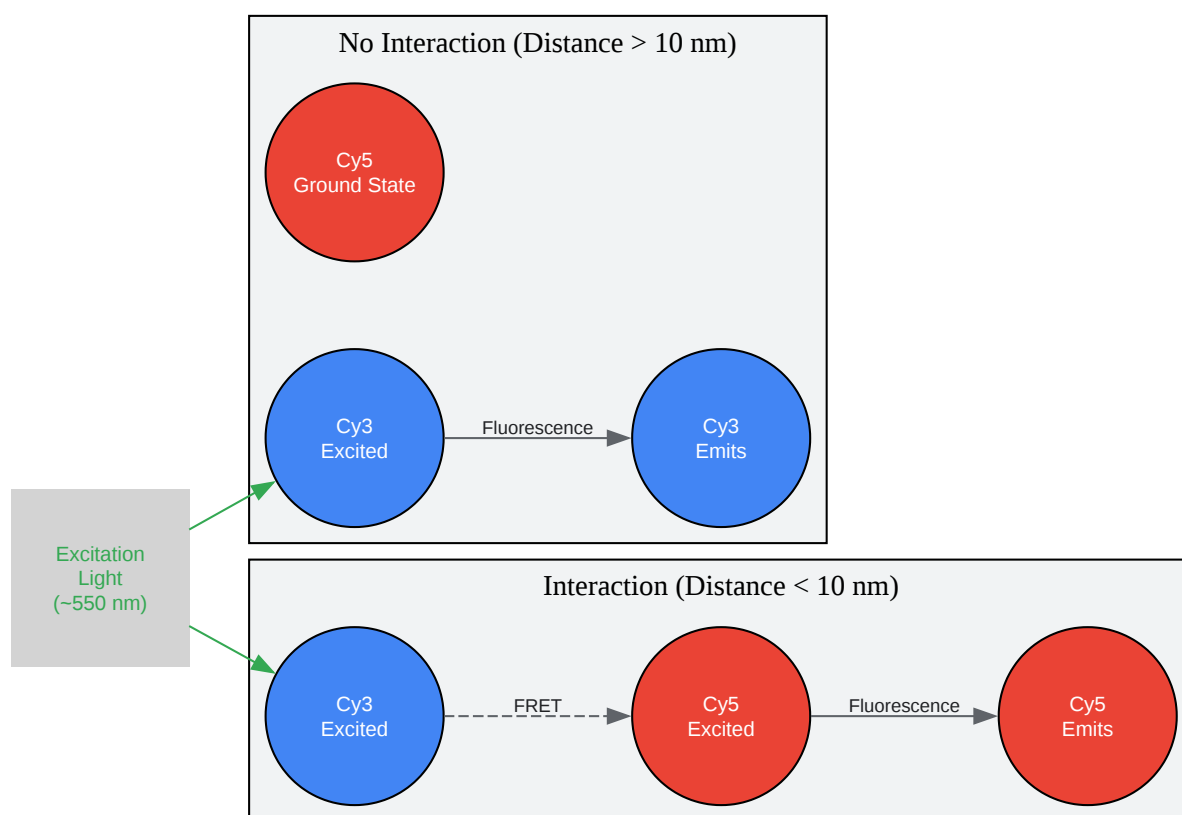 No Interaction (Distance > 10 nm)
Cy5
Ground State
Cy3
Excited
Fluorescence
Cy3
Emits
Excitation
Light
(~550 nm)
Interaction (Distance < 10 nm)
Cy3
Excited
FRET
Cy5
Excited
Fluorescence
Cy5
Emits